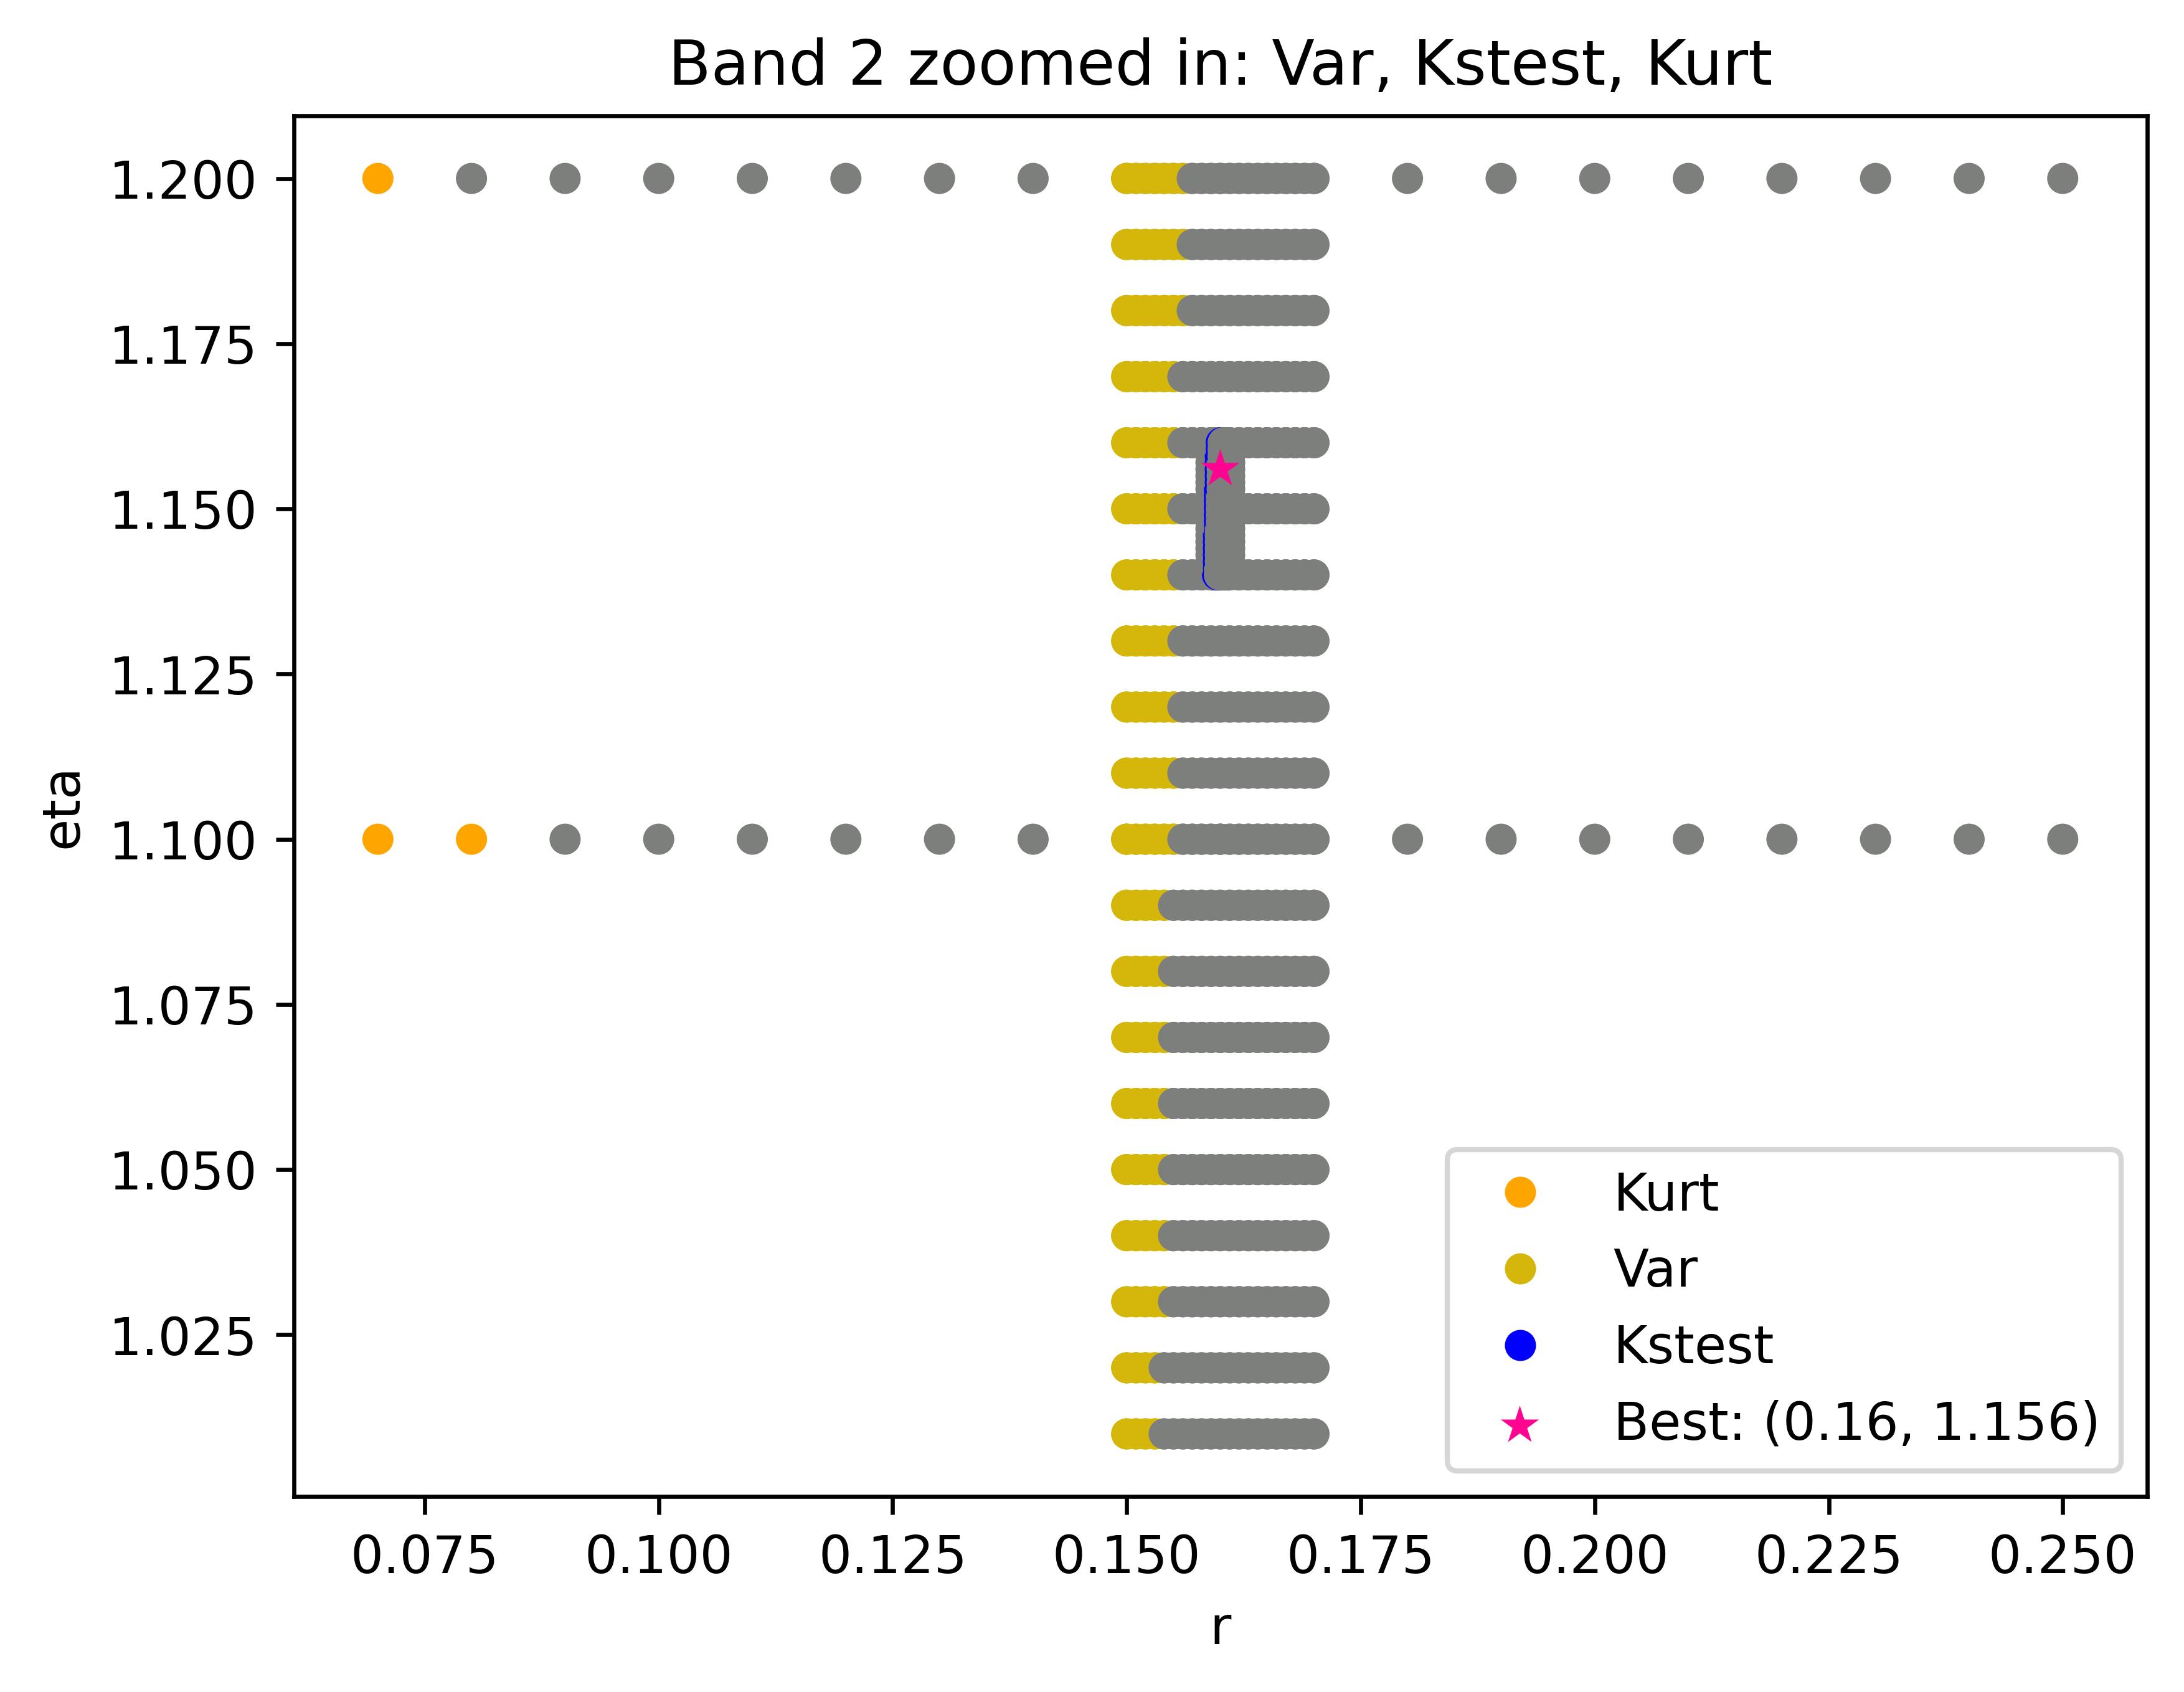 Band 2 zoomed in: Var, Kstest, Kurt
1.200
1.175
1.150
1.125
1.100
1.075
1.050
1.025
eta
Kurt
Var
Kstest
Best: (0.16, 1.156)
0.075 0.100 0.125 0.150 0.175 0.200 0.225 0.250
r